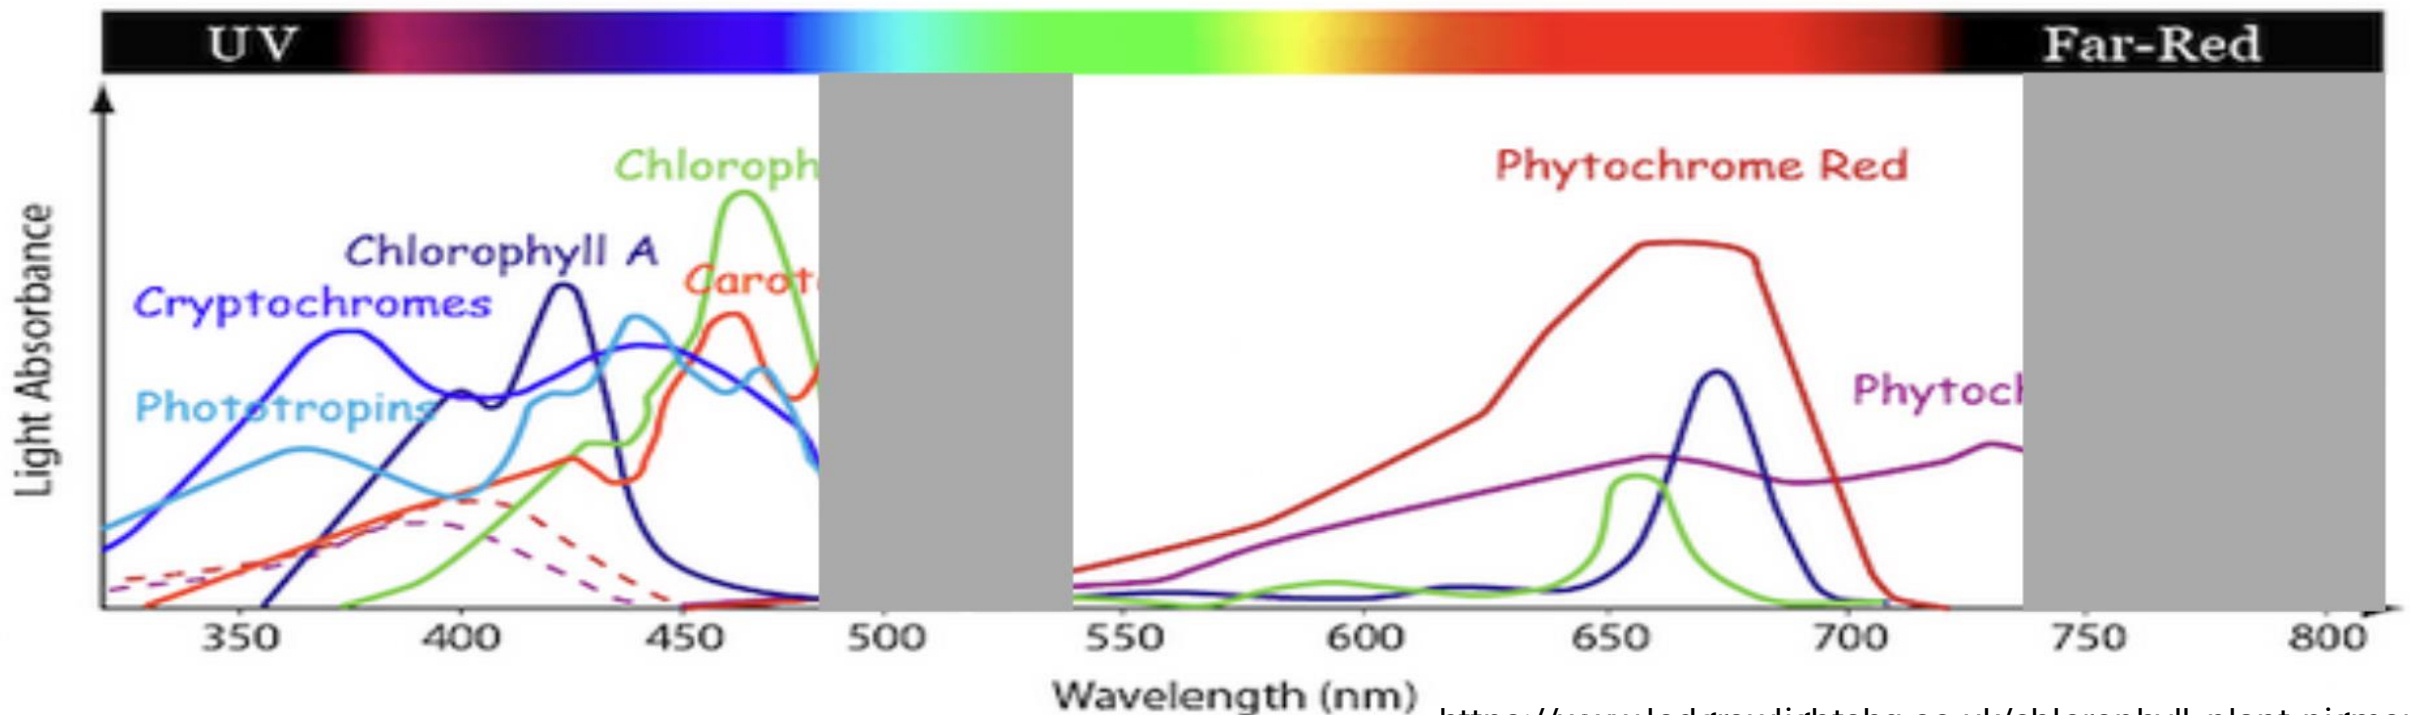 UV
Far-Red
Chloroph
Phytochrome Red
Chlorophyll A
Carot
Cryptochromes
Phytoch
Phototropins
Light Absorbance
350 400 450 500 550 600 650 700 750 800
Wavelength (nm)